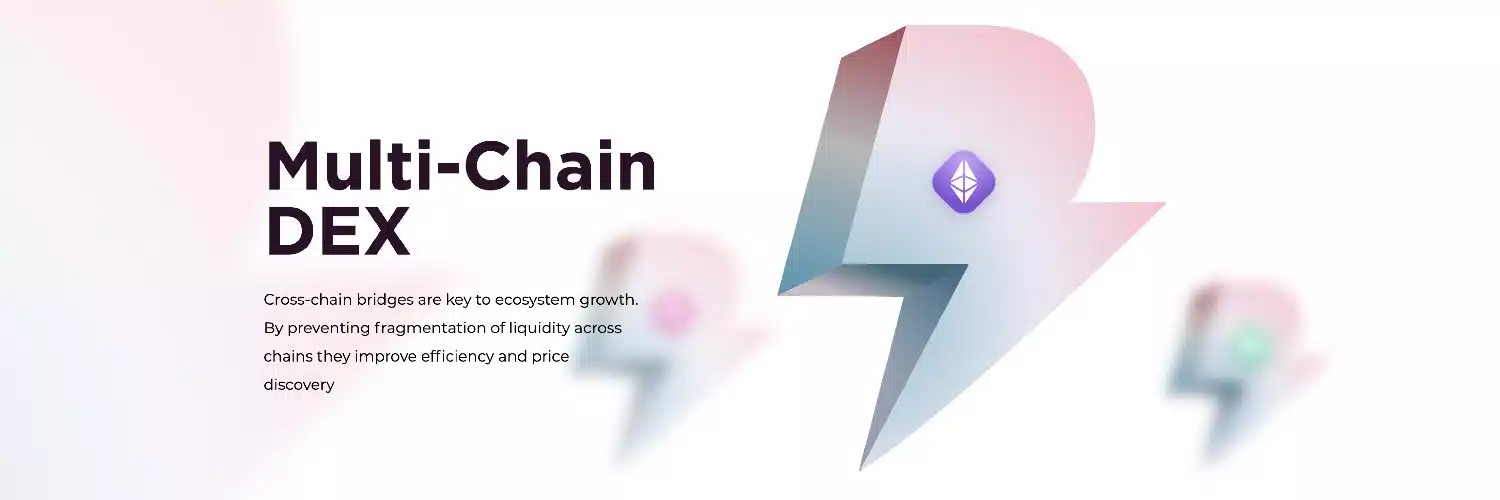 Multi-Chain
DEX
Cross-chain bridges are key to ecosystem growth.
By preventing fragmentation of liquidity across
chains they improve efficiency and price
discovery